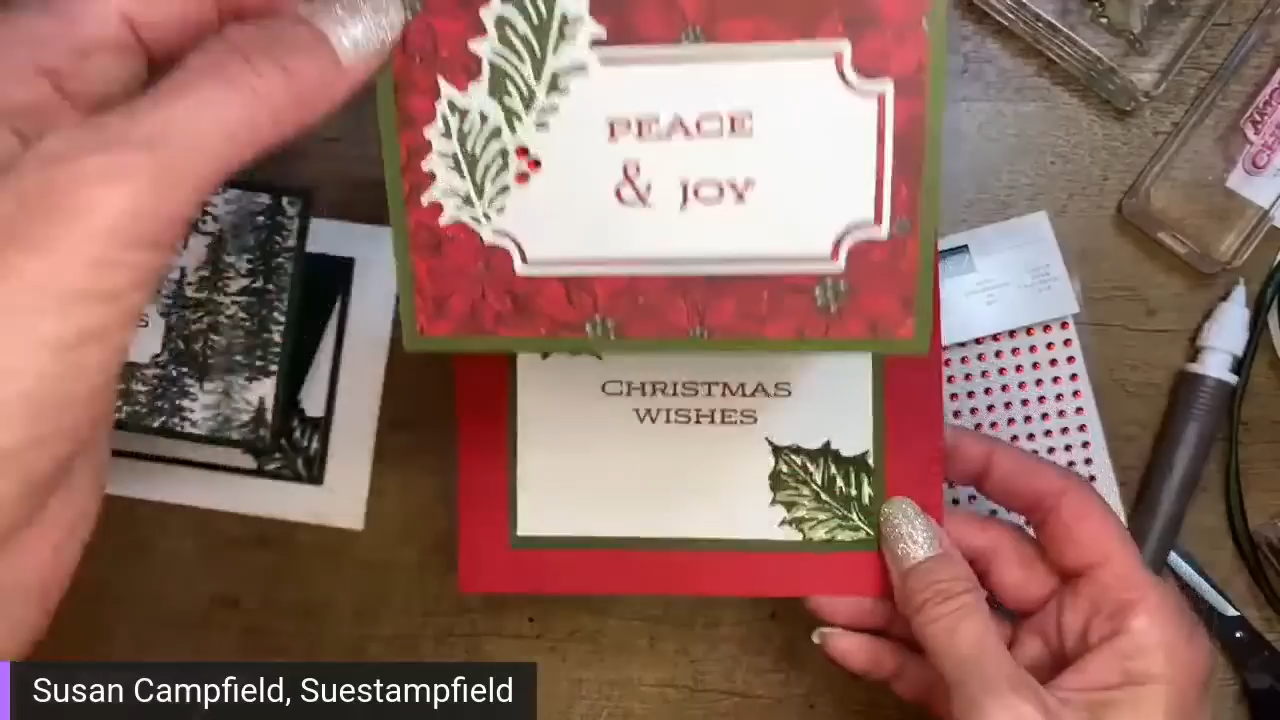 PEACE
& JOY
CHRISTMAS
WISHES
S
Susan Campfield, Suestampfield